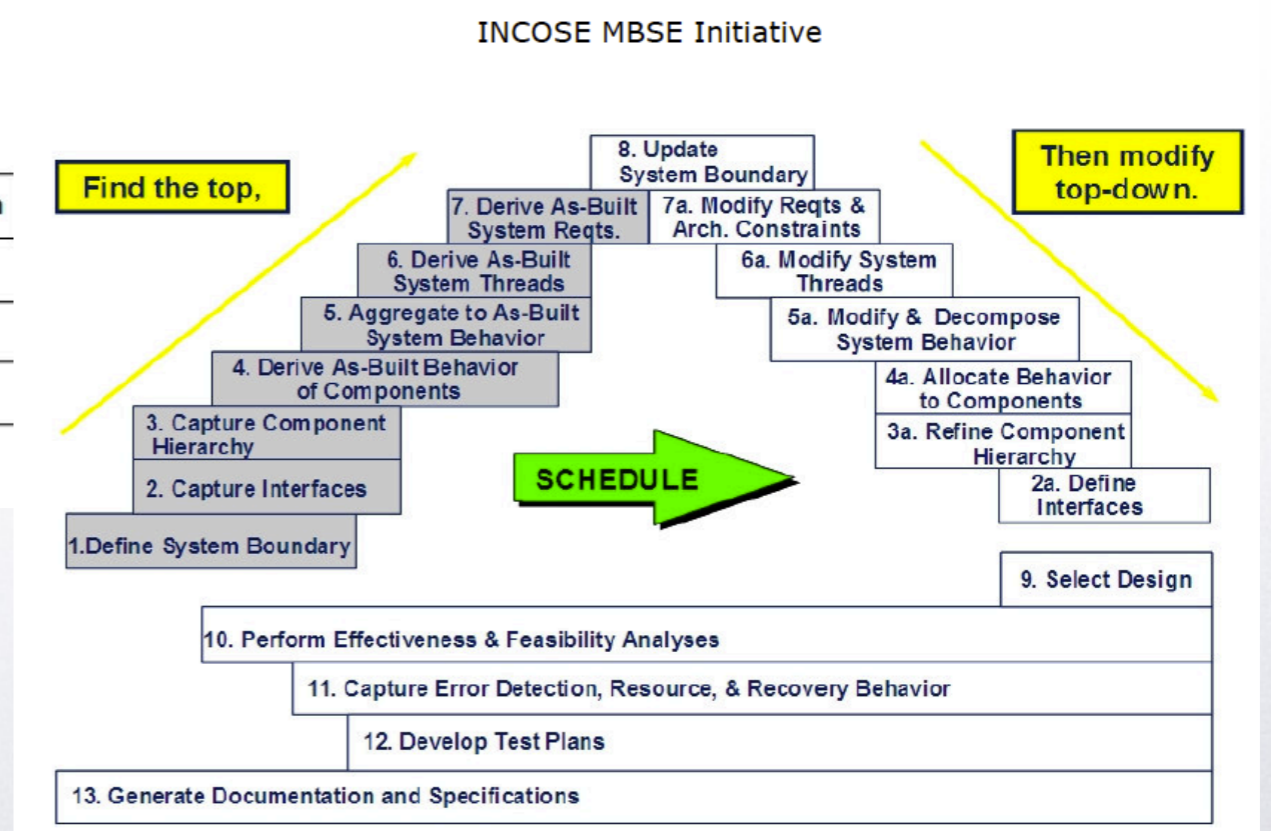 INCOSE MBSE Initiative
Find the top,
Then modify
top-down.
8. Update
System Boundary
7. Derive As-Built
System Reqts.
7a. Modify Reqts &
Arch. Constraints
6. Derive As-Built
System Threads
6a. Modify System
Threads
5. Aggregate to As-Built
System Behavior
5a. Modify & Decompose
System Behavior
4. Derive As-Built Behavior
of Components
4a. Allocate Behavior
to Components
3. Capture Component
Hierarchy
3a. Refine Component
Hierarchy
2. Capture Interfaces
SCHEDULE
2a. Define
Interfaces
1.Define System Boundary
9. Select Design
10. Perform Effectiveness & Feasibility Analyses
11. Capture Error Detection, Resource, & Recovery Behavior
12. Develop Test Plans
13. Generate Documentation and Specifications